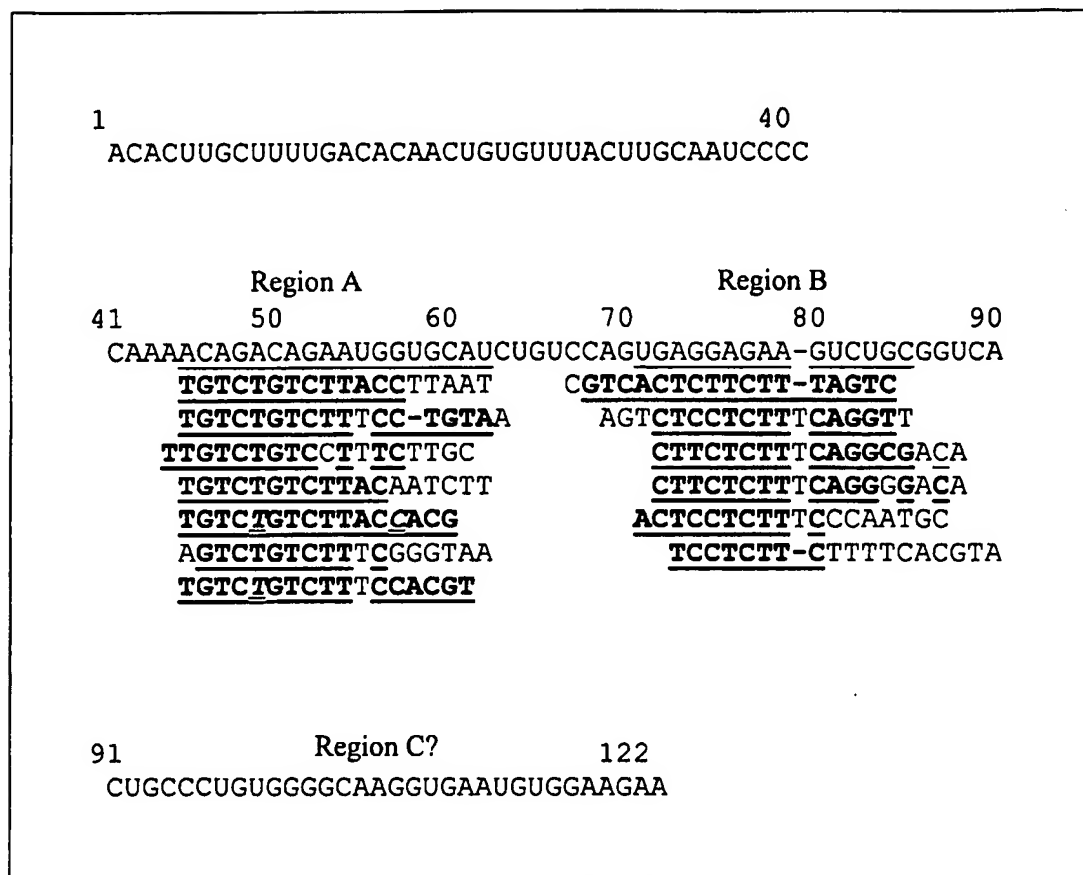 1 40
ACACUUGCUUUUGACACAACUGUGUUUACUUGCAAUCCCC
Region A Region B
41 50 60 70 80 90
CAAAACAGACAGAAUGGUGCAUCUGUCCAGUGAGGAGAA-GUCUGCGGUCA
TGTCTGTCTTACCTTAAT CGTCACTCTTCTT-TAGTC
TGTCTGTCTTTCC-TGTAA AGTCTCCTCTTTCAGGTT
TTGTCTGTCCTTTCTTGC CTTCTCTTTCAGGCGACA
TGTCTGTCTTACAATCTT CTTCTCTTTCAGGGGACA
TGTCTGTCTTACCACG ACTCCTCTTTCCCAATGC
AGTCTGTCTTTCGGGTAA TCCTCTT-CTTTTCACGTA
TGTCTGTCTTTCCACGT
91 Region C? 122
CUGCCCUGUGGGGCAAGGUGAAUGUGGAAGAA